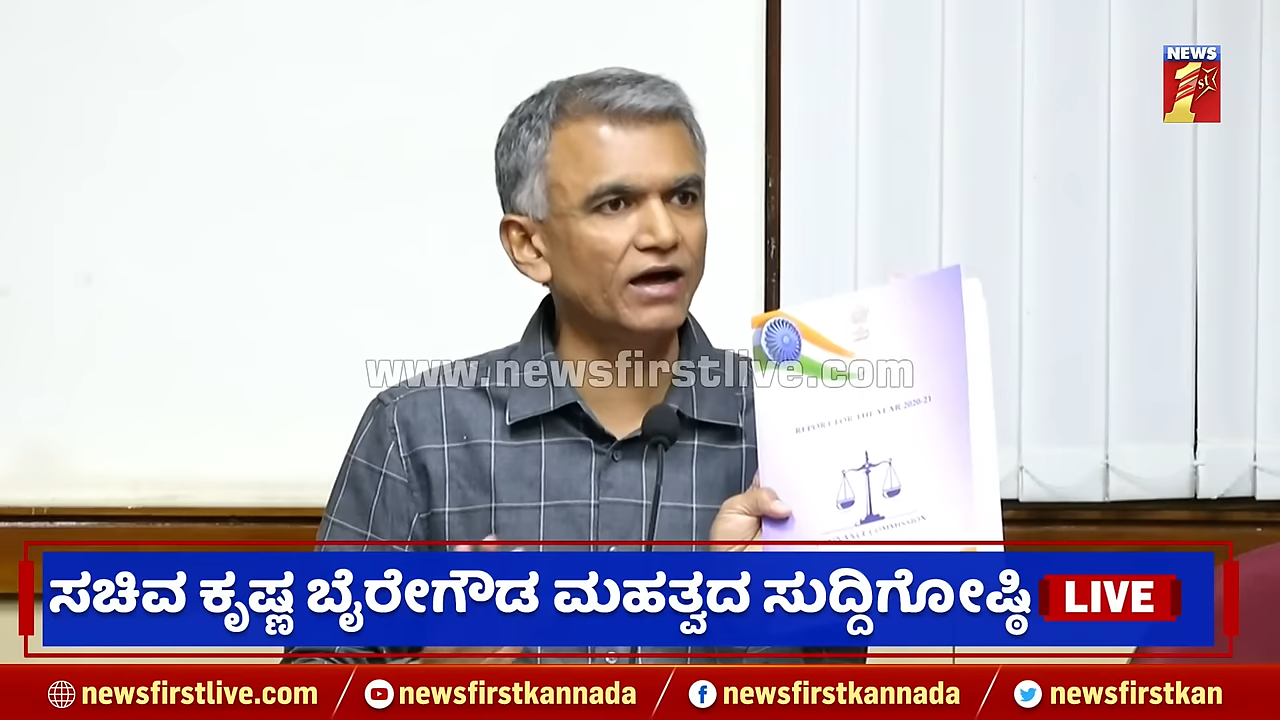 NEWS
1st
www.newsfirstlive.com
REPORT FOR THE YEAR 2020-21
COMMISSION
ಸಚಿವ ಕೃಷ್ಣ ಬೈರೇಗೌಡ ಮಹತ್ವದ ಸುದ್ದಿಗೋಷ್ಠಿ LIVE
newsfirstlive.com newsfirstkannada newsfirstkannada newsfirstkan